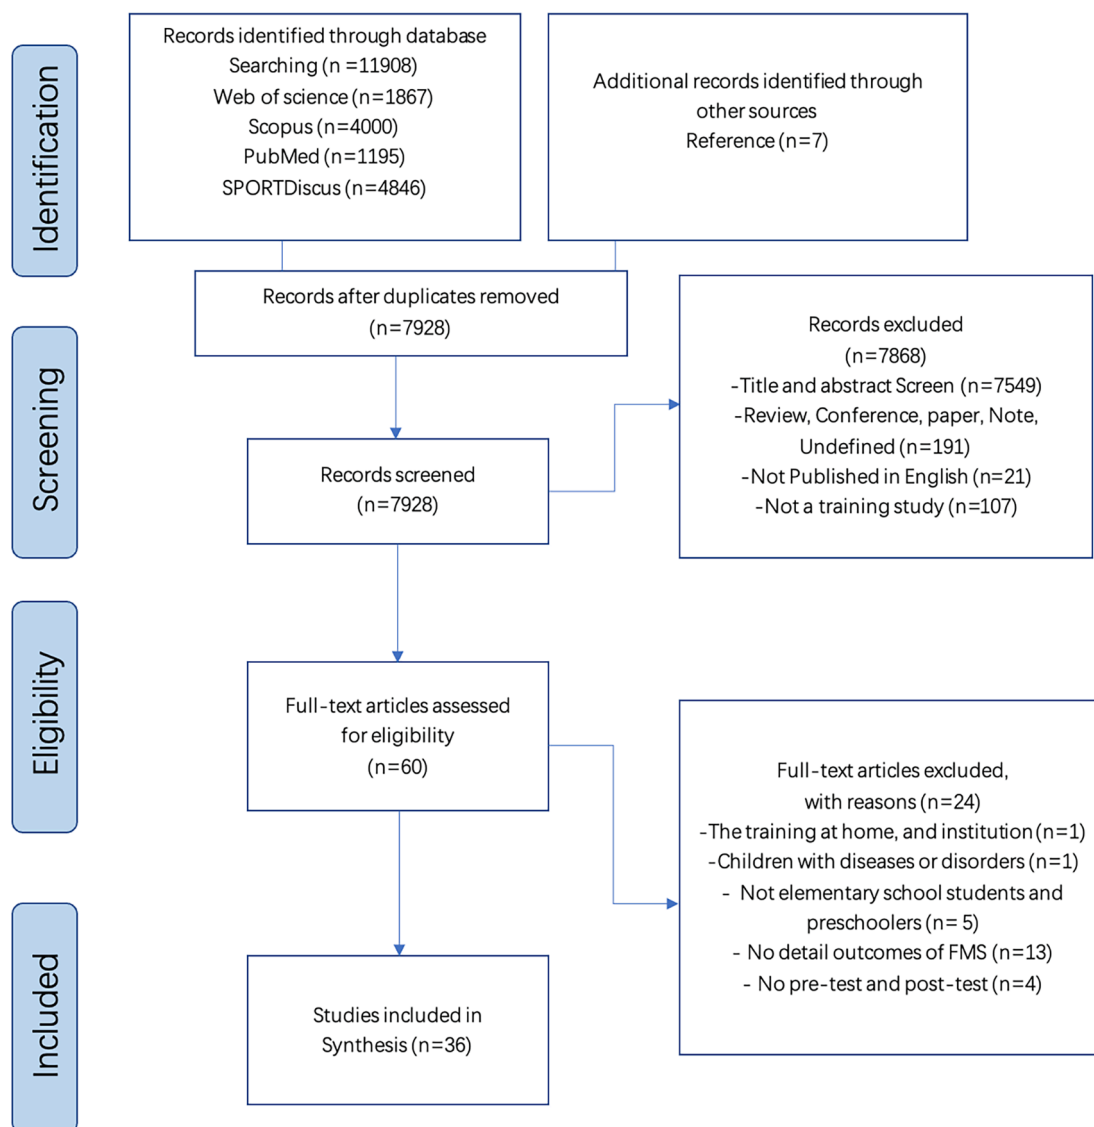 Identification
Records identified through database
Searching (n =11908)
Web of science (n=1867)
Scopus (n=4000)
PubMed (n=1195)
SPORTDiscus (n=4846)
Additional records identified through
other sources
Reference (n=7)
Records after duplicates removed
(n=7928)
Screening
Records screened
(n=7928)
Records excluded
(n=7868)
-Title and abstract Screen (n=7549)
-Review, Conference, paper, Note,
Undefined (n=191)
-Not Published in English (n=21)
-Not a training study (n=107)
Eligibility
Full-text articles assessed
for eligibility
(n=60)
Full-text articles excluded,
with reasons (n=24)
-The training at home, and institution (n=1)
-Children with diseases or disorders (n=1)
- Not elementary school students and
preschoolers (n= 5)
- No detail outcomes of FMS (n=13)
- No pre-test and post-test (n=4)
Included
Studies included in
Synthesis (n=36)